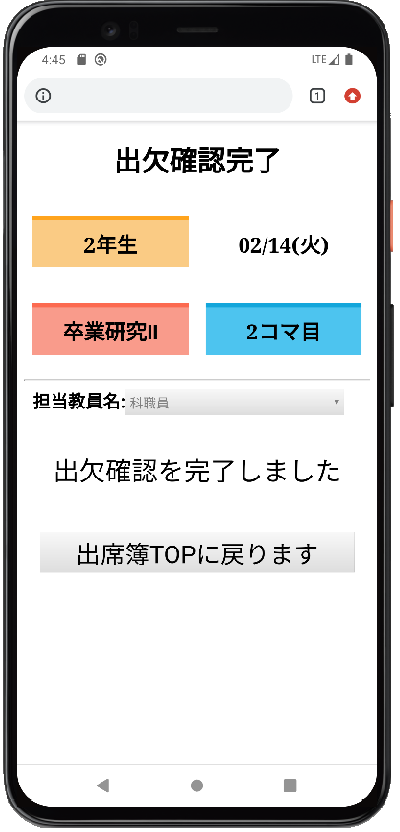 4:45 LTE
1
出欠確認完了
2年生 02/14(火)
卒業研究II 2コマ目
担当教員名: 科職員
出欠確認を完了しました
出席簿TOPに戻ります